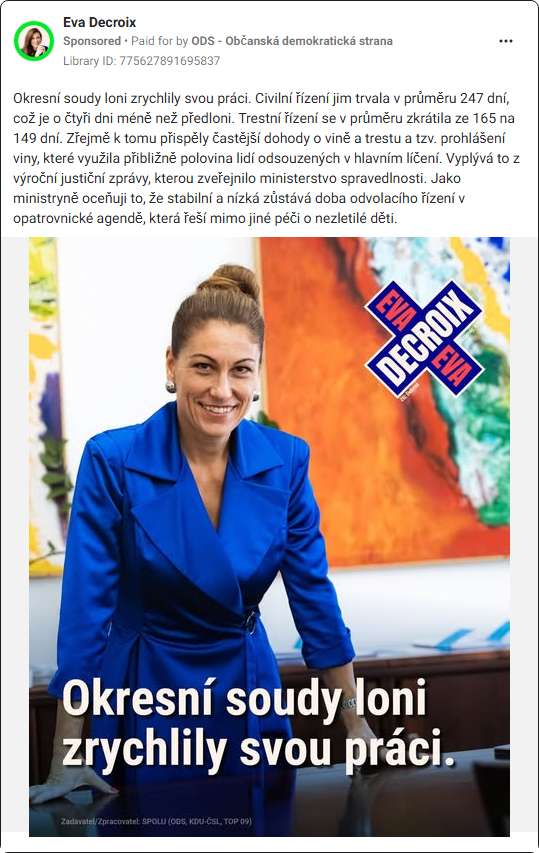 Eva Decroix
Sponsored • Paid for by ODS - Občanská demokratická strana
Library ID: 775627891695837
Okresní soudy loni zrychlily svou práci. Civilní řízení jim trvala v průměru 247 dní,
což je o čtyři dni méně než předloni. Trestní řízení se v průměru zkrátila ze 165 na
149 dní. Zřejmě k tomu přispěly častější dohody o vině a trestu a tzv. prohlášení
viny, které využila přibližně polovina lidí odsouzených v hlavním líčení. Vyplývá to z
výroční justiční zprávy, kterou zveřejnilo ministerstvo spravedlnosti. Jako
ministryně oceňuji to, že stabilní a nízká zůstává doba odvolacího řízení v
opatrovnické agendě, která řeší mimo jiné péči o nezletilé děti.
EVA
DECROIX
EVA
Okresní soudy loni
zrychlily svou práci.
Zadavatel/Zpracovatel: SPOLU (ODS, KDU-ČSL, TOP 09)